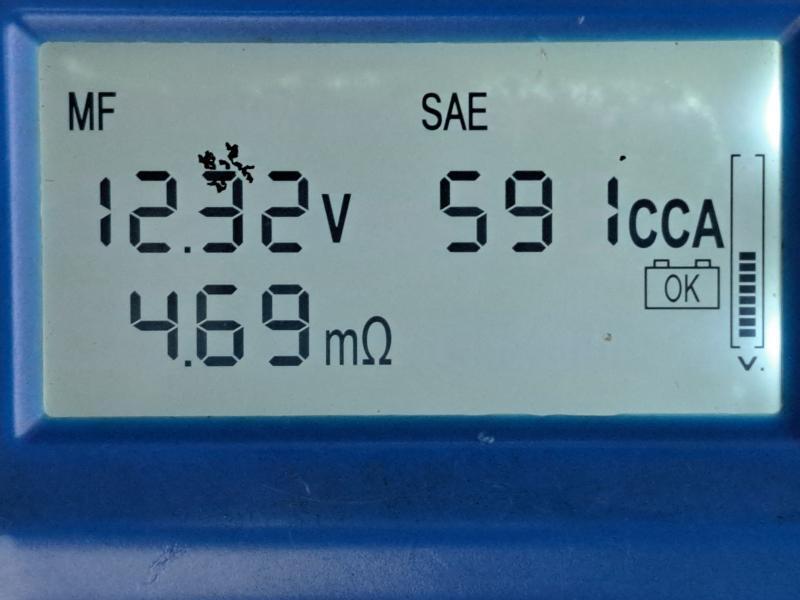 MF SAE
12.32V 591CCA
OK
4.69mΩ
V.